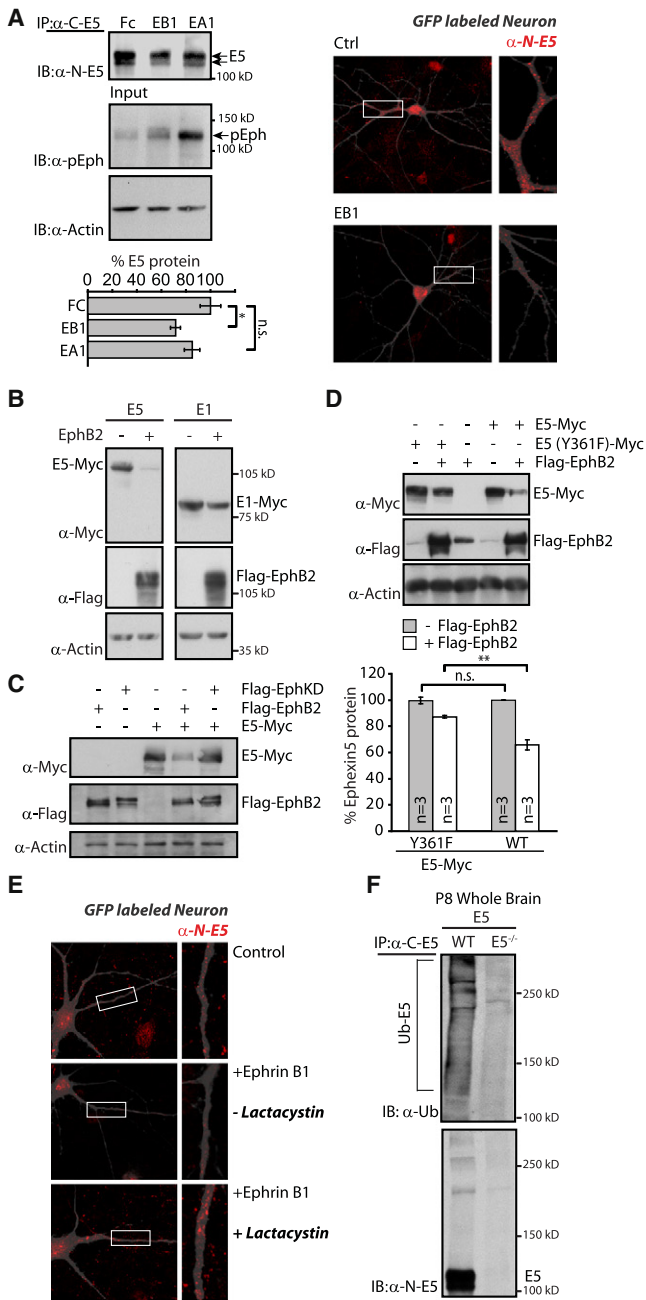 A
IP:α-C-E5 Fc EB1 EA1
E5
IB:α-N-E5
100 kD
Input
150 kD
pEph
100 kD
IB:α-pEph
IB:α-Actin
% E5 protein
0 20 40 60 80 100
FC
EB1
EA1
*
n.s.
GFP labeled Neuron
α-N-E5
Ctrl
EB1
B
E5 E1
EphB2 - + - +
E5-Myc
105 kD
E1-Myc
75 kD
α-Myc
Flag-EphB2
105 kD
α-Flag
α-Actin
35 kD
C
- + - - + Flag-EphKD
+ - - + - Flag-EphB2
- - + + + E5-Myc
α-Myc
E5-Myc
α-Flag
Flag-EphB2
α-Actin
D
- - - + + E5-Myc
+ + - - - E5 (Y361F)-Myc
- + + - + Flag-EphB2
α-Myc
E5-Myc
α-Flag
Flag-EphB2
α-Actin
- Flag-EphB2
+ Flag-EphB2
**
n.s.
% Ephexin5 protein
120
100
80
60
40
20
0
n=3 n=3 n=3 n=3
Y361F WT
E5-Myc
E
GFP labeled Neuron
α-N-E5
Control
+Ephrin B1
- Lactacystin
+Ephrin B1
+ Lactacystin
F
P8 Whole Brain
E5
IP:α-C-E5 WT E5-/-
Ub-E5
250 kD
150 kD
IB: α-Ub
100 kD
250 kD
150 kD
E5
IB:α-N-E5
100 kD